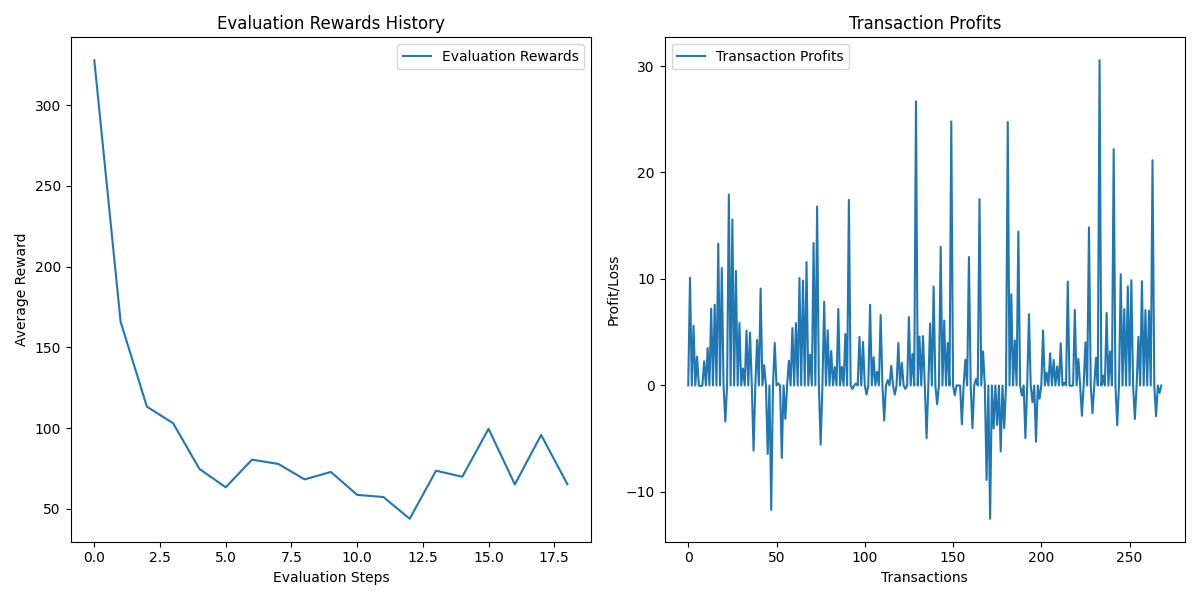 Evaluation Rewards History
Evaluation Rewards
Average Reward
300
250
200
150
100
50
0.0 2.5 5.0 7.5 10.0 12.5 15.0 17.5
Evaluation Steps
Transaction Profits
Transaction Profits
Profit/Loss
30
20
10
0
−10
0 50 100 150 200 250
Transactions